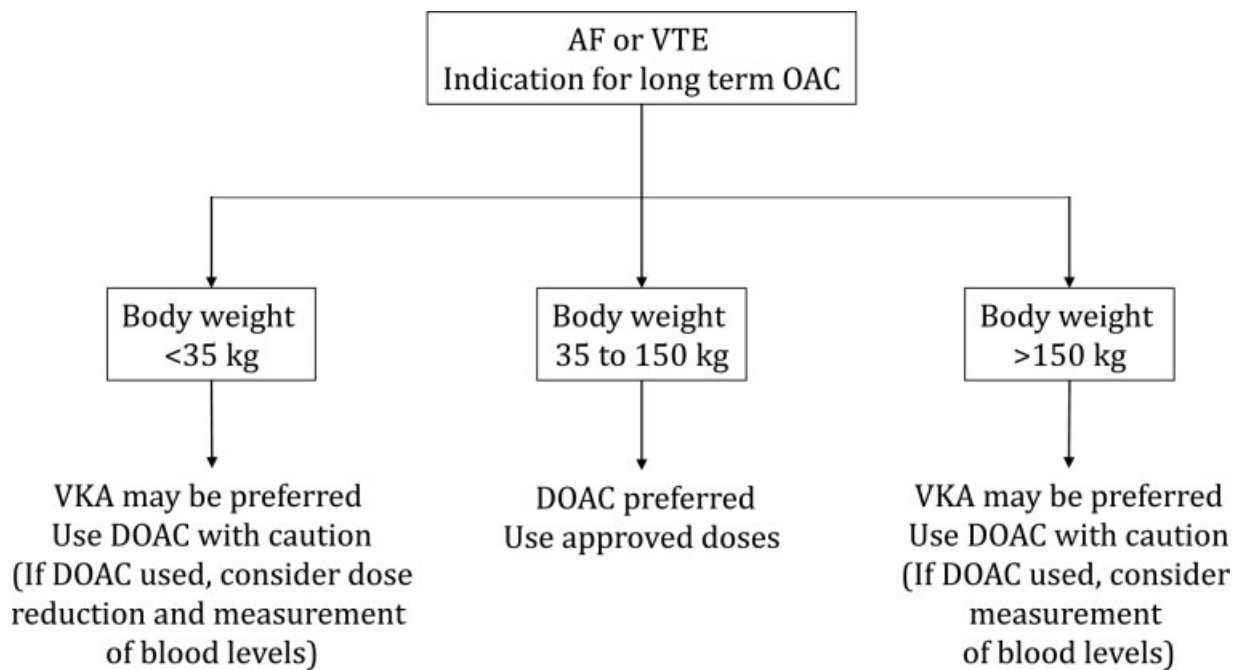 AF or VTE
Indication for long term OAC
Body weight
<35 kg
Body weight
35 to 150 kg
Body weight
>150 kg
VKA may be preferred
Use DOAC with caution
(If DOAC used, consider dose
reduction and measurement
of blood levels)
DOAC preferred
Use approved doses
VKA may be preferred
Use DOAC with caution
(If DOAC used, consider
measurement
of blood levels)